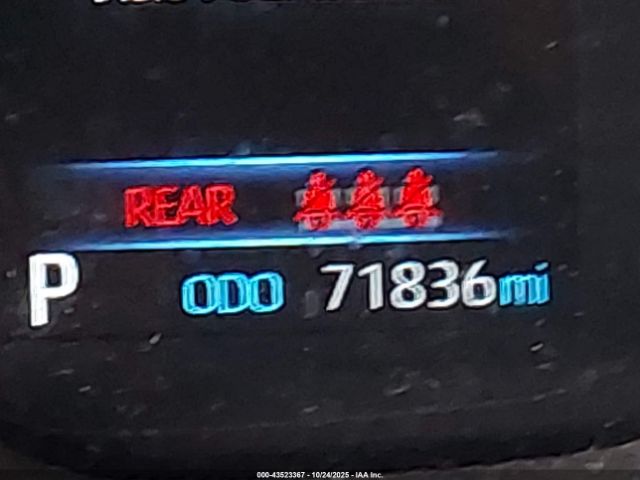 REAR
P ODO 71836mi
000-43523367 - 10/24/2025 - IAA Inc.